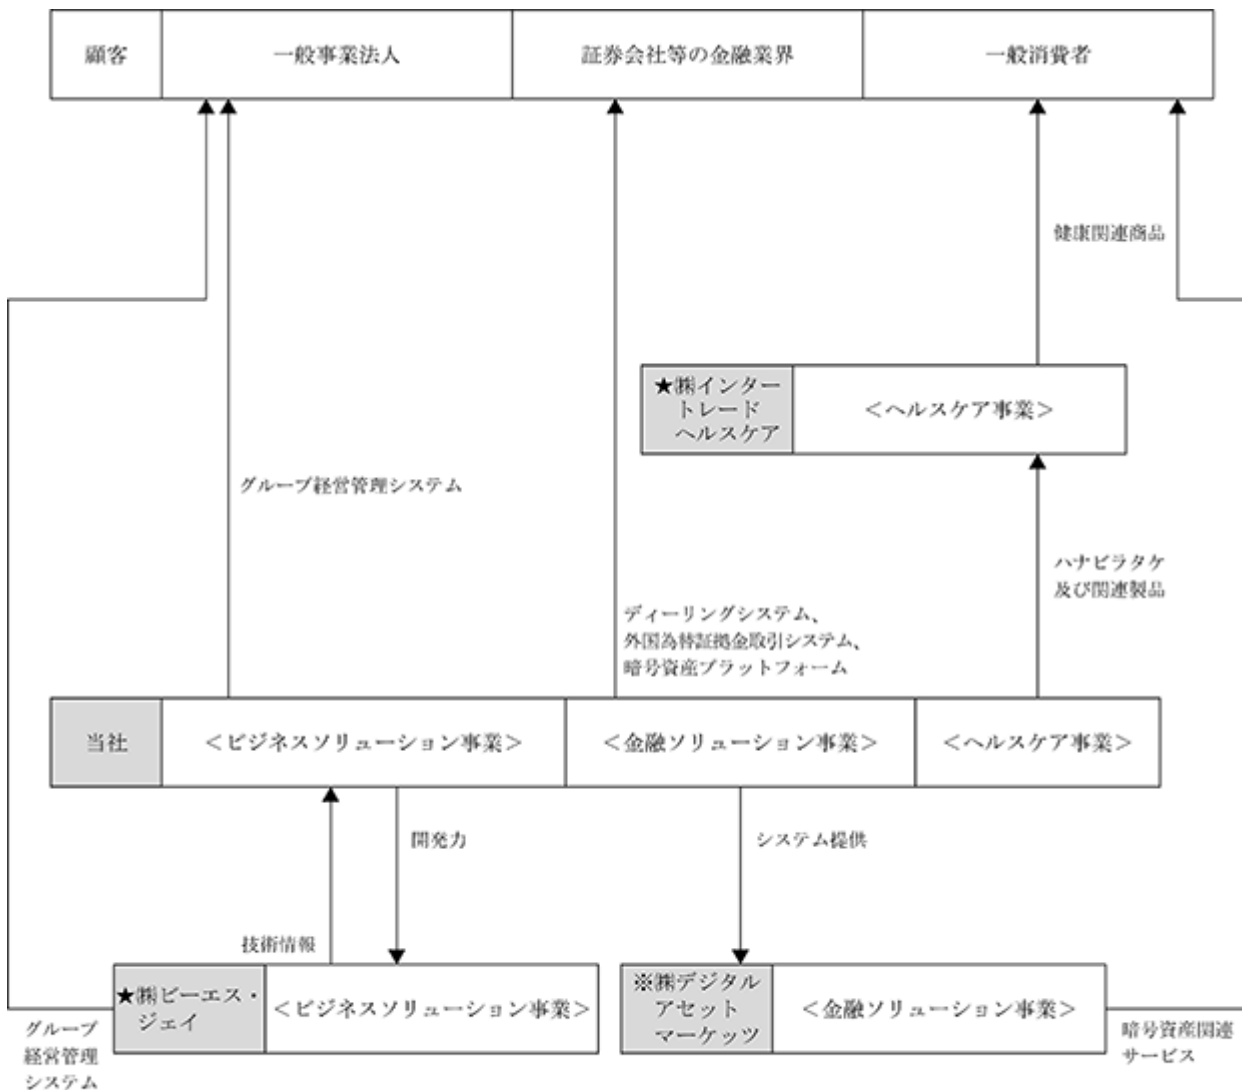 顧客
一般事業法人
証券会社等の金融業界
一般消費者
健康関連商品
★㈱インター
トレード
ヘルスケア
＜ヘルスケア事業＞
グループ経営管理システム
ハナビラタケ
及び関連製品
ディーリングシステム、
外国為替証拠金取引システム、
暗号資産プラットフォーム
当社
＜ビジネスソリューション事業＞
＜金融ソリューション事業＞
＜ヘルスケア事業＞
開発力
システム提供
技術情報
★㈱ビーエス・
ジェイ
＜ビジネスソリューション事業＞
※㈱デジタル
アセット
マーケッツ
＜金融ソリューション事業＞
グループ
経営管理
システム
暗号資産関連
サービス